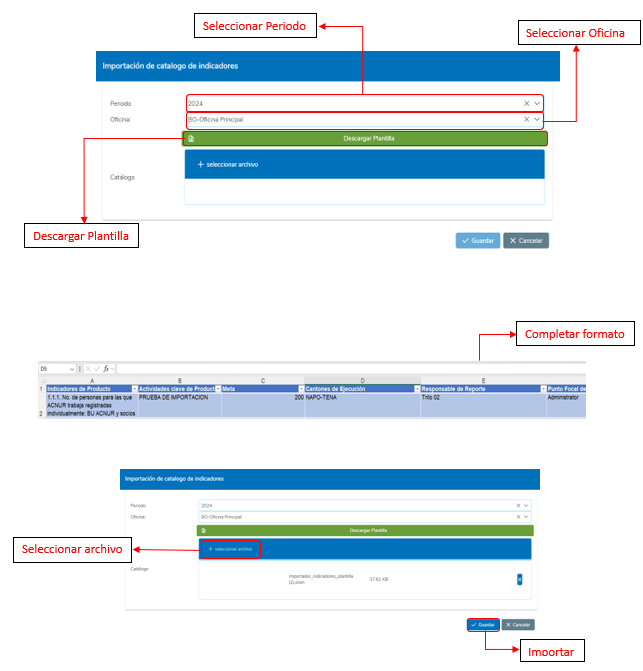 Seleccionar Periodo
Seleccionar Oficina
Importación de catalogo de indicadores
Periodo
2024
Oficina:
BO-Oficina Principal
Descargar Plantilla
+ seleccionar archivo
Catálogo
Descargar Plantilla
Guardar
Cancelar
Completar formato
D9
fx
A B C D E
1 Indicadores de Producto Actividades clave de Product Meta Cantones de Ejecución Responsable de Reporte Punto Focal de
1.1.1. No. de personas para las que PRUEBA DE IMPORTACION 200 NAPO-TENA Trilo 02 Administrator
ACNUR trabaja registradas
2 individualmente: BU ACNUR y socios
Importación de catalogo de indicadores
Periodo
2024
Oficina:
BO-Oficina Principal
Descargar Plantilla
Seleccionar archivo
+ seleccionar archivo
Catálogo
importador_indicadores_plantilla 37.61 KB
(2).xlsm
Guardar
Cancelar
Importar